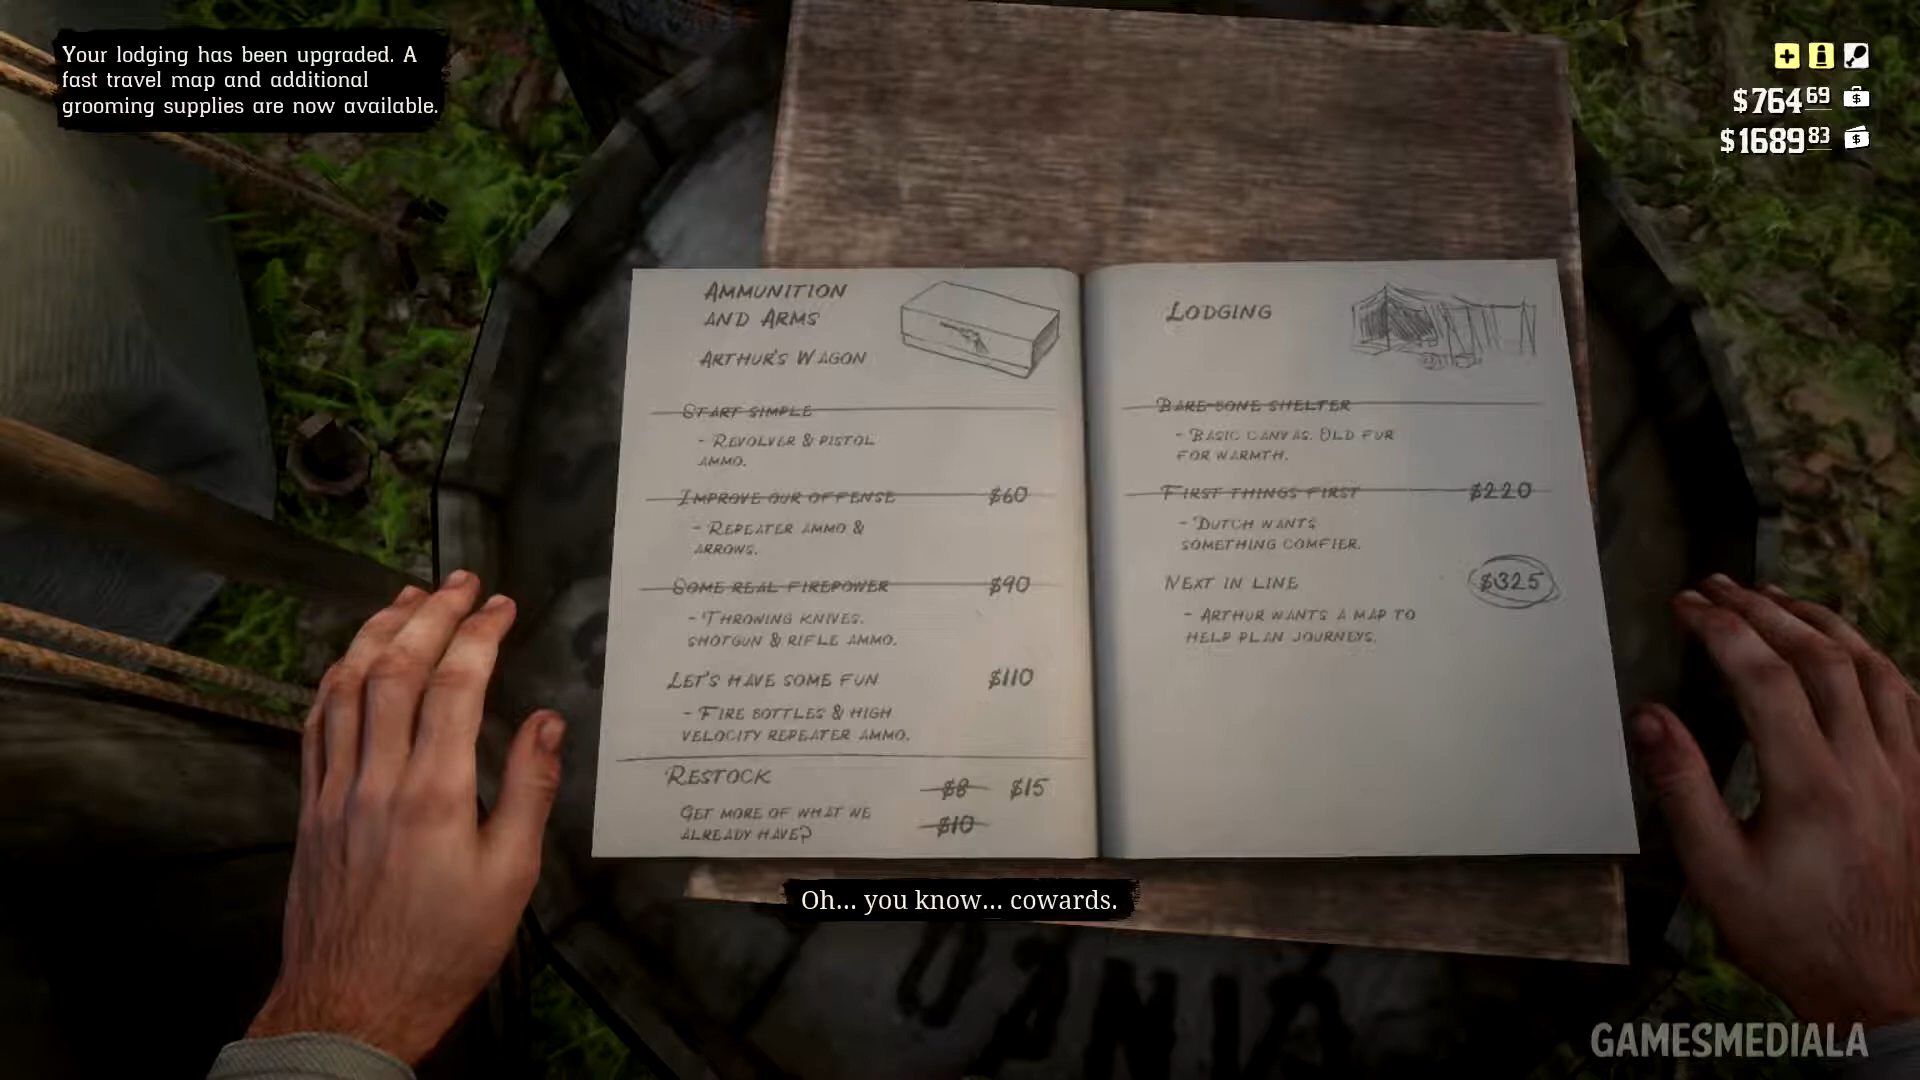 Your lodging has been upgraded. A
fast travel map and additional
grooming supplies are now available.
$764 69
$1689 83
AMMUNITION
AND ARMS
ARTHUR'S WAGON
START SIMPLE
- REVOLVER & PISTOL
AMMO.
IMPROVE OUR OFFENSE $60
- REPEATER AMMO &
ARROWS.
SOME REAL FIREPOWER $90
- THROWING KNIVES.
SHOTGUN & RIFLE AMMO.
LET'S HAVE SOME FUN $110
- FIRE BOTTLES & HIGH
VELOCITY REPEATER AMMO.
RESTOCK
$8 $15
GET MORE OF WHAT WE
ALREADY HAVE?
$10
LODGING
BARE-BONE SHELTER
- BASIC CANVAS. OLD FUR
FOR WARMTH.
FIRST THINGS FIRST $220
- DUTCH WANTS
SOMETHING COMFIER.
NEXT IN LINE $325
- ARTHUR WANTS A MAP TO
HELP PLAN JOURNEYS.
Oh... you know... cowards.
GAMESMEDIALA